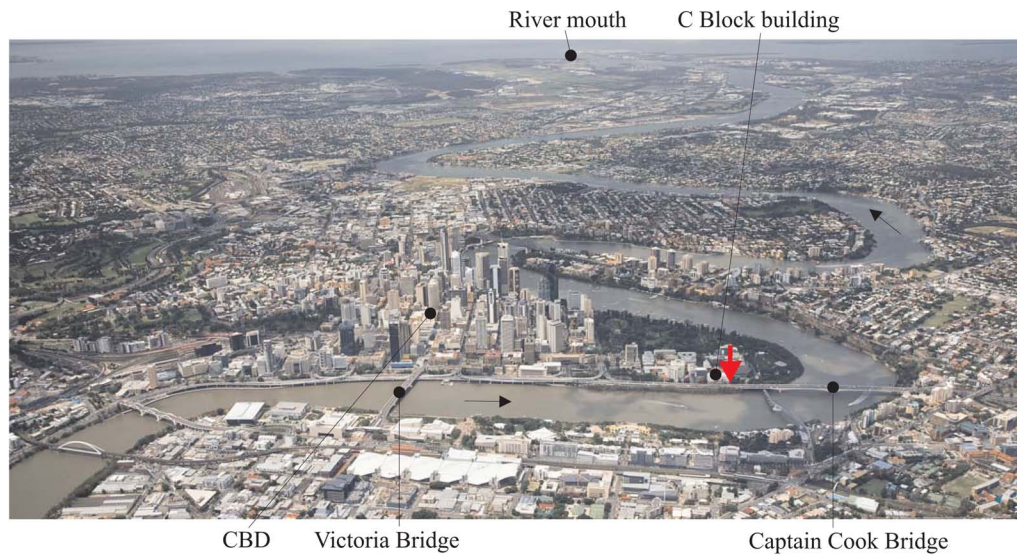 River mouth
C Block building
CBD
Victoria Bridge
Captain Cook Bridge